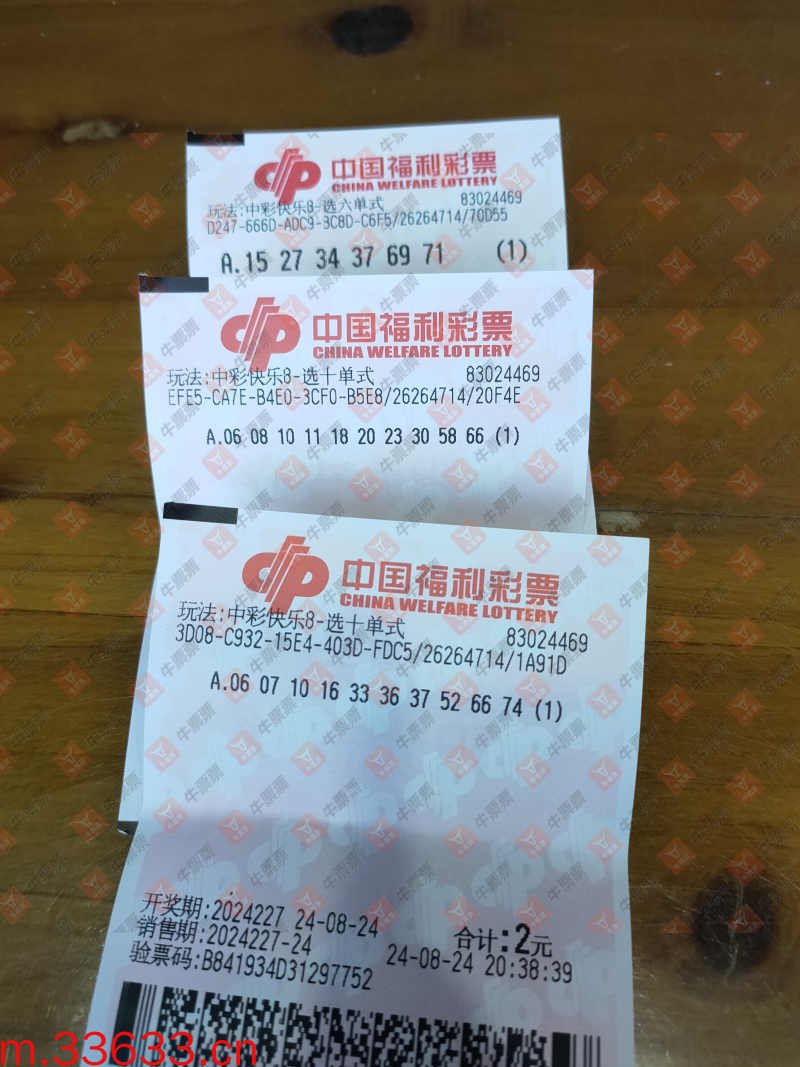 中国福利彩票
CHINA WELFARE LOTTERY
玩法:中彩快乐8-选六单式 83024469
D247-666D-ADC9-3C8D-C6F5/26264714/70D55
A.15 27 34 37 69 71 (1)
中国福利彩票
CHINA WELFARE LOTTERY
玩法:中彩快乐8-选十单式 83024469
EFE5-CA7E-B4E0-3CF0-B5E8/26264714/20F4E
A.06 08 10 11 18 20 23 30 58 66 (1)
中国福利彩票
CHINA WELFARE LOTTERY
玩法:中彩快乐8-选十单式 83024469
3D08-C932-15E4-403D-FDC5/26264714/1A91D
A.06 07 10 16 33 36 37 52 66 74 (1)
开奖期:2024227 24-08-24 合计:2元
销售期:2024227-24 24-08-24 20:38:39
验票码:B841934D31297752
m.33633.cn
牛票票